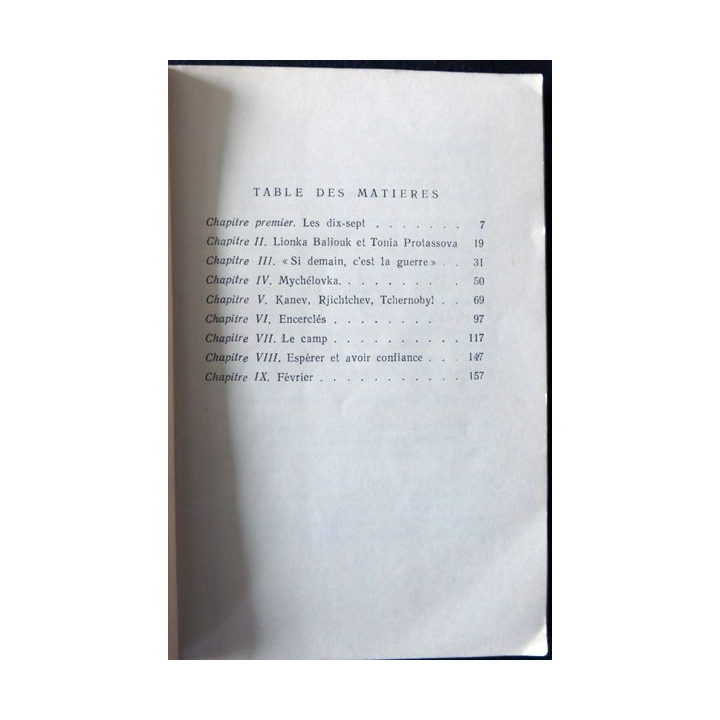 TABLE DES MATIERES
Chapitre premier. Les dix-sept . . . . . . . 7
Chapitre II. Lionka Baliouk et Tonia Protassova 19
Chapitre III. « Si demain, c'est la guerre» . . 31
Chapitre IV. Mychélovka. . . . . . . . 50
Chapitre V. Kanev, Rjichtchev, Tchernobyl . . 69
Chapitre VI. Encerclés . . . . . . . . 97
Chapitre VII. Le camp . . . . . . . . . . 117
Chapitre VIII. Espérer et avoir confiance . . . 147
Chapitre IX. Février . . . . . . . . . . . 157